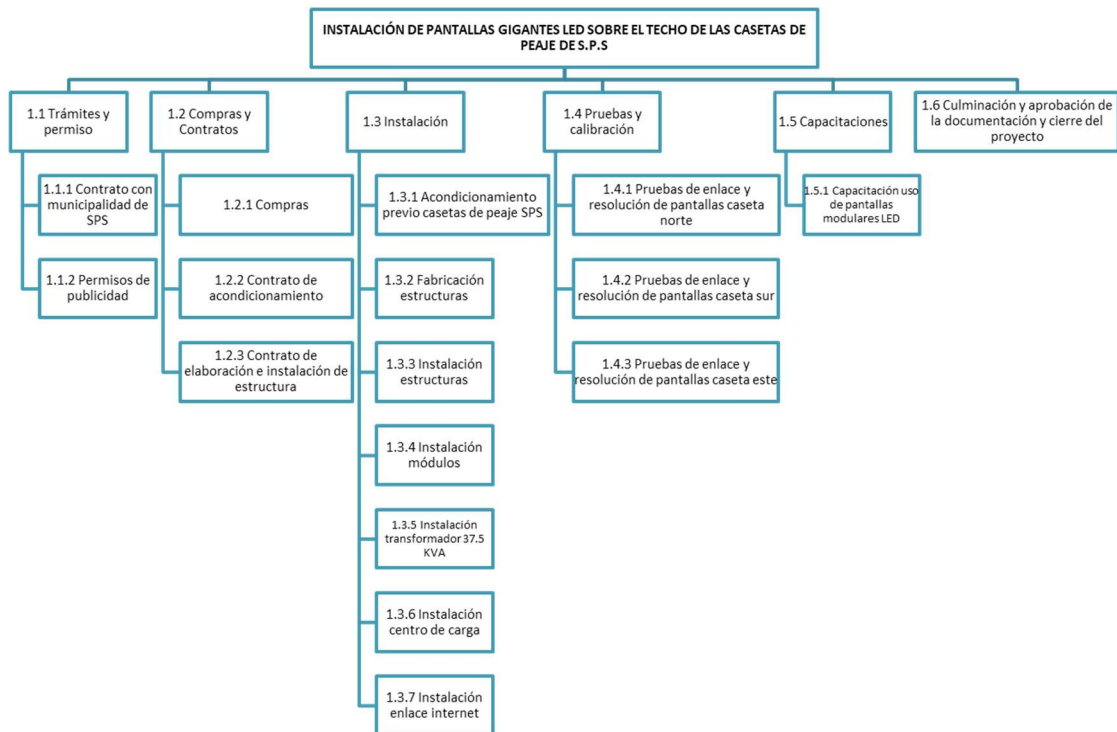 INSTALACIÓN DE PANTALLAS GIGANTES LED SOBRE EL TECHO DE LAS CASETAS DE
PEAJE DE S.P.S
1.1 Trámites y
permiso
1.1.1 Contrato con
municipalidad de
SPS
1.1.2 Permisos de
publicidad
1.2 Compras y
Contratos
1.2.1 Compras
1.2.2 Contrato de
acondicionamiento
1.2.3 Contrato de
elaboración e instalación de
estructura
1.3 Instalación
1.3.1 Acondicionamiento
previo casetas de peaje SPS
1.3.2 Fabricación
estructuras
1.3.3 Instalación
estructuras
1.3.4 Instalación
módulos
1.3.5 Instalación
transformador 37.5
KVA
1.3.6 Instalación
centro de carga
1.3.7 Instalación
enlace internet
1.4 Pruebas y
calibración
1.4.1 Pruebas de enlace y
resolución de pantallas caseta
norte
1.4.2 Pruebas de enlace y
resolución de pantallas caseta sur
1.4.3 Pruebas de enlace y
resolución de pantallas caseta este
1.5 Capacitaciones
1.5.1 Capacitación uso
de pantallas
modulares LED
1.6 Culminación y aprobación de
la documentación y cierre del
proyecto